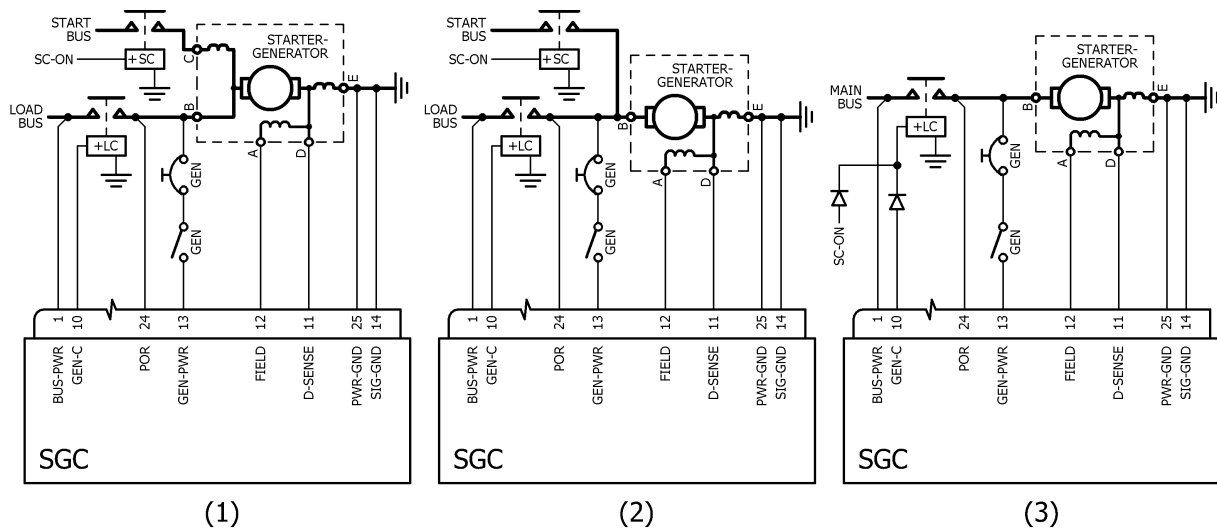 START
BUS
SC-ON
+SC
LOAD
BUS
+LC
STARTER-
GENERATOR
C
B
E
A
D
GEN
GEN
1
10
24
13
12
11
25
14
BUS-PWR
GEN-C
POR
GEN-PWR
FIELD
D-SENSE
PWR-GND
SIG-GND
SGC
(1)
START
BUS
SC-ON
+SC
LOAD
BUS
+LC
STARTER-
GENERATOR
B
E
A
D
GEN
GEN
1
10
24
13
12
11
25
14
BUS-PWR
GEN-C
POR
GEN-PWR
FIELD
D-SENSE
PWR-GND
SIG-GND
SGC
(2)
STARTER-
GENERATOR
MAIN
BUS
+LC
B
E
A
D
SC-ON
GEN
GEN
1
10
24
13
12
11
25
14
BUS-PWR
GEN-C
POR
GEN-PWR
FIELD
D-SENSE
PWR-GND
SIG-GND
SGC
(3)